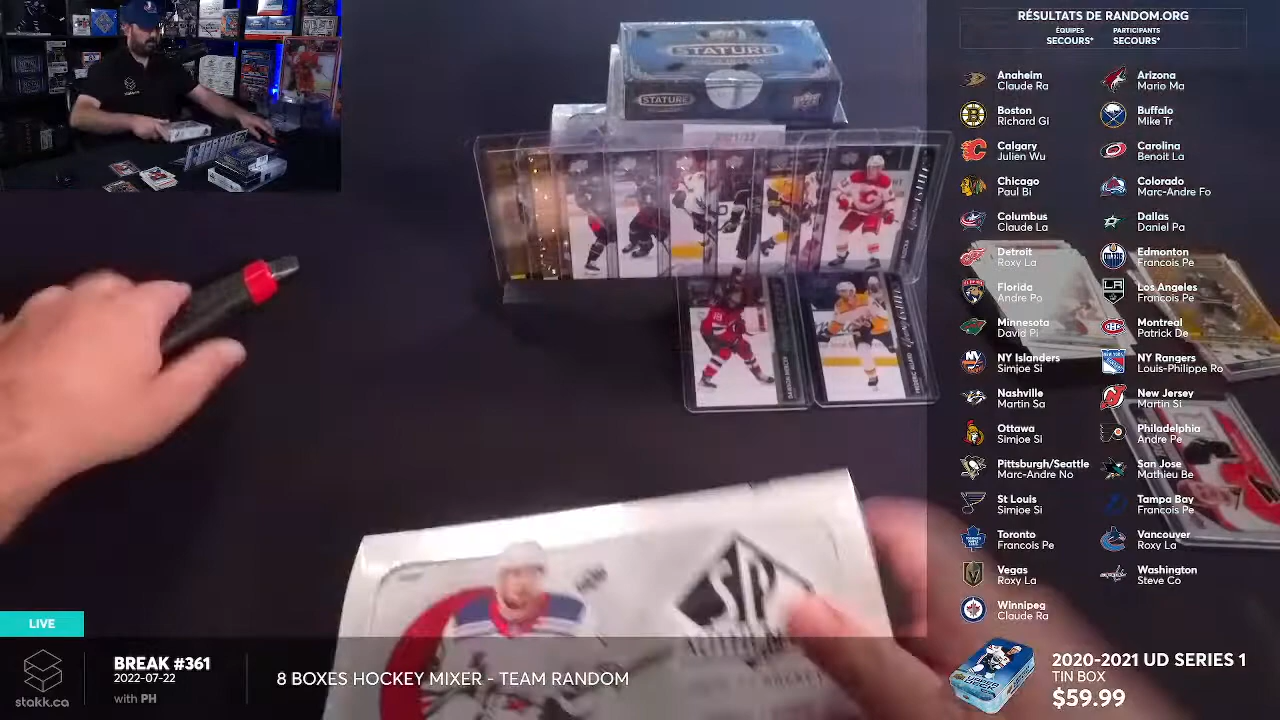 RÉSULTATS DE RANDOM.ORG
ÉQUIPES PARTICIPANTS
SECOURS* SECOURS*
Anaheim
Claude Ra
Arizona
Mario Ma
Boston
Richard Gi
Buffalo
Mike Tr
Calgary
Julien Wu
Carolina
Benoit La
Chicago
Paul Bi
Colorado
Marc-Andre Fo
Columbus
Claude La
Dallas
Daniel Pa
Detroit
Roxy La
Edmonton
Francois Pe
Florida
Andre Po
Los Angeles
Francois Pe
Minnesota
David Pi
Montreal
Patrick De
NY Islanders
Simjoe Si
NY Rangers
Louis-Philippe Ro
Nashville
Martin Sa
New Jersey
Martin Si
Ottawa
Simjoe Si
Philadelphia
Andre Pe
Pittsburgh/Seattle
Marc-Andre No
San Jose
Mathieu Be
St Louis
Simjoe Si
Tampa Bay
Francois Pe
Toronto
Francois Pe
Vancouver
Roxy La
Vegas
Roxy La
Washington
Steve Co
Winnipeg
Claude Ra
STATURE
STATURE
SP
LIVE
stakk.ca
BREAK #361
2022-07-22
with PH
8 BOXES HOCKEY MIXER - TEAM RANDOM
2020-2021 UD SERIES 1
TIN BOX
$59.99